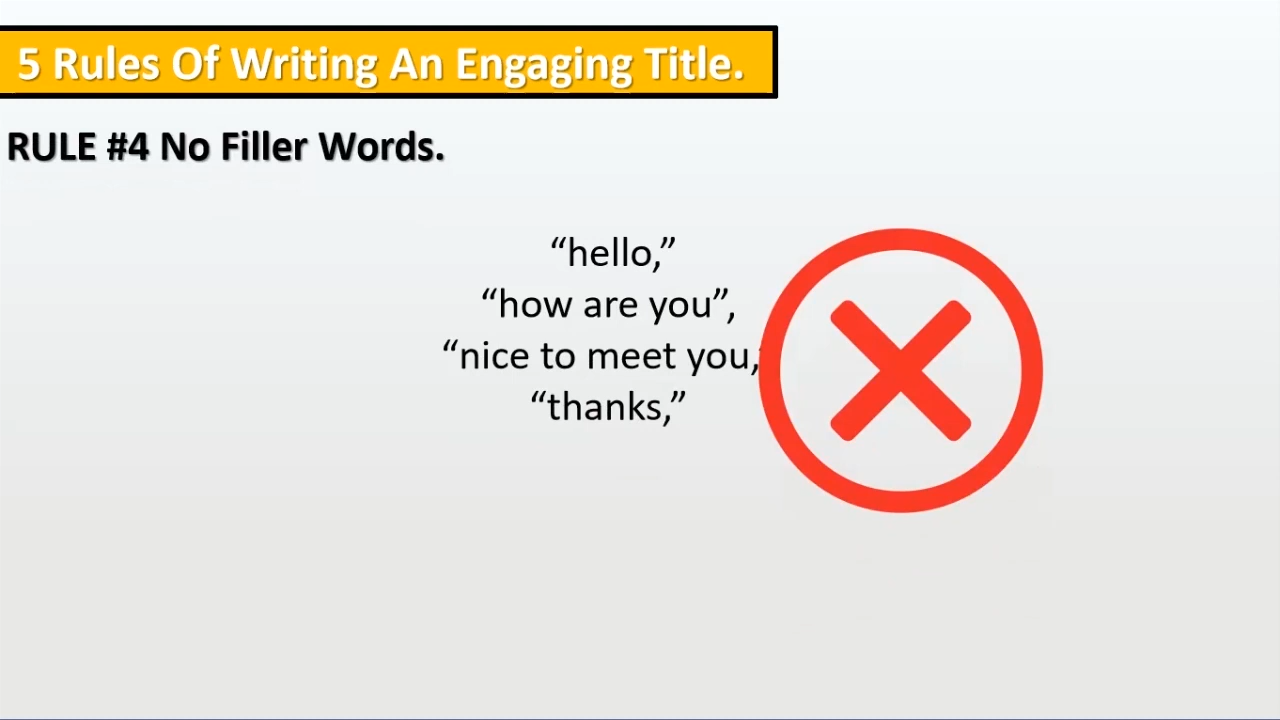 5 Rules Of Writing An Engaging Title.
RULE #4 No Filler Words.
“hello,”
“how are you”,
“nice to meet you,
“thanks,”